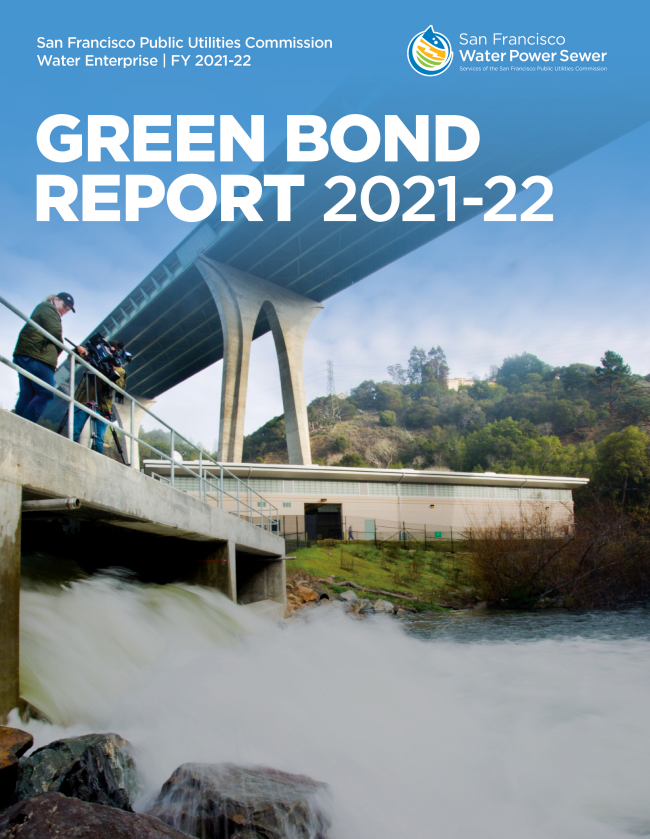 San Francisco Public Utilities Commission
Water Enterprise | FY 2021-22
San Francisco
Water Power Sewer
Services of the San Francisco Public Utilities Commission
GREEN BOND
REPORT 2021-22